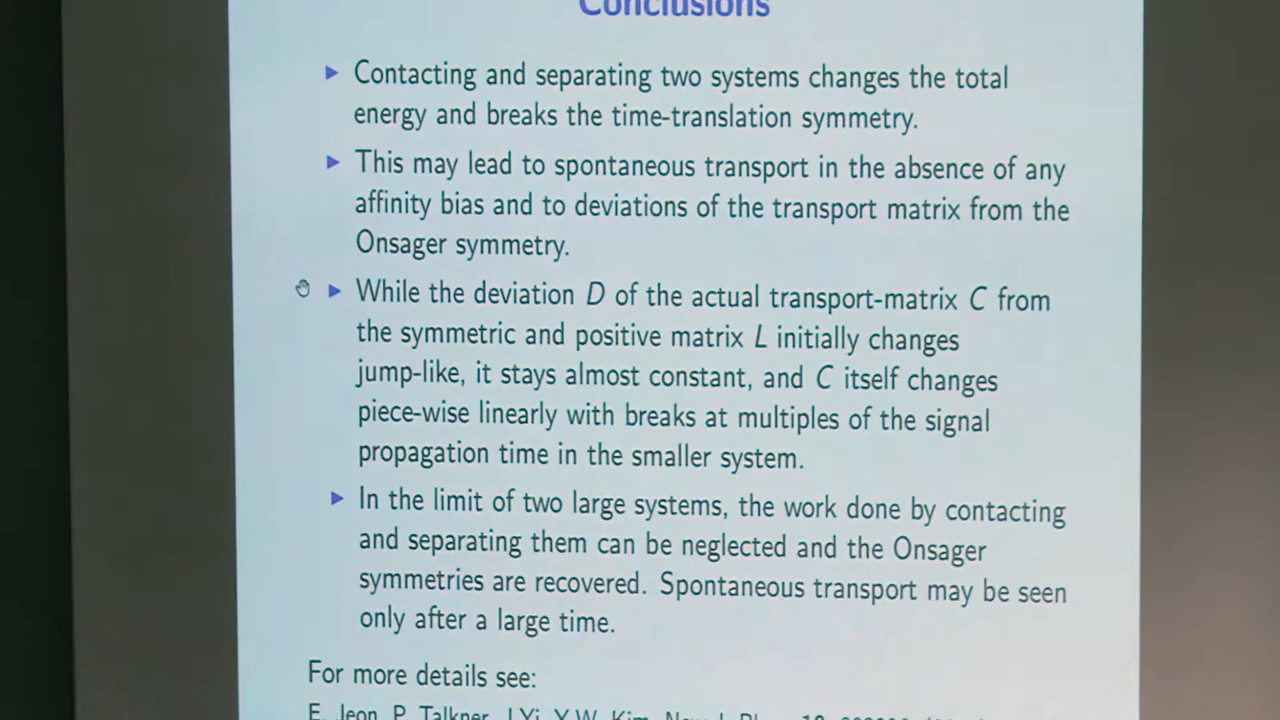 Conclusions
▶ Contacting and separating two systems changes the total
energy and breaks the time-translation symmetry.
▶ This may lead to spontaneous transport in the absence of any
affinity bias and to deviations of the transport matrix from the
Onsager symmetry.
▶ While the deviation D of the actual transport-matrix C from
the symmetric and positive matrix L initially changes
jump-like, it stays almost constant, and C itself changes
piece-wise linearly with breaks at multiples of the signal
propagation time in the smaller system.
▶ In the limit of two large systems, the work done by contacting
and separating them can be neglected and the Onsager
symmetries are recovered. Spontaneous transport may be seen
only after a large time.
For more details see:
E. Jeon, P. Talkner, J.Yi, Y.W. Kim,